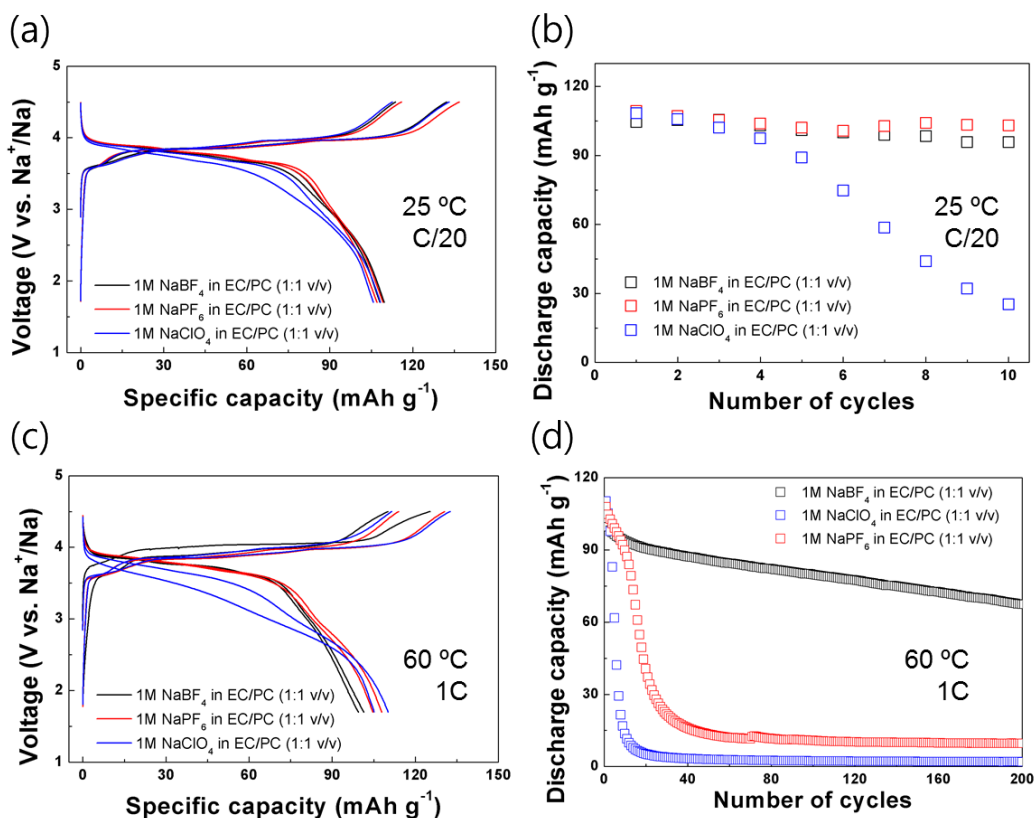 (a)
Voltage (V vs. Na⁺/Na)
5
4
3
2
1
0 30 60 90 120 150
Specific capacity (mAh g⁻¹)
25 ºC
C/20
1M NaBF₄ in EC/PC (1:1 v/v)
1M NaPF₆ in EC/PC (1:1 v/v)
1M NaClO₄ in EC/PC (1:1 v/v)
(b)
Discharge capacity (mAh g⁻¹)
120
90
60
30
0
0 2 4 6 8 10
Number of cycles
25 ºC
C/20
1M NaBF₄ in EC/PC (1:1 v/v)
1M NaPF₆ in EC/PC (1:1 v/v)
1M NaClO₄ in EC/PC (1:1 v/v)
(c)
Voltage (V vs. Na⁺/Na)
5
4
3
2
1
0 30 60 90 120 150
Specific capacity (mAh g⁻¹)
60 ºC
1C
1M NaBF₄ in EC/PC (1:1 v/v)
1M NaPF₆ in EC/PC (1:1 v/v)
1M NaClO₄ in EC/PC (1:1 v/v)
(d)
Discharge capacity (mAh g⁻¹)
120
90
60
30
0
0 40 80 120 160 200
Number of cycles
1M NaBF₄ in EC/PC (1:1 v/v)
1M NaClO₄ in EC/PC (1:1 v/v)
1M NaPF₆ in EC/PC (1:1 v/v)
60 ºC
1C